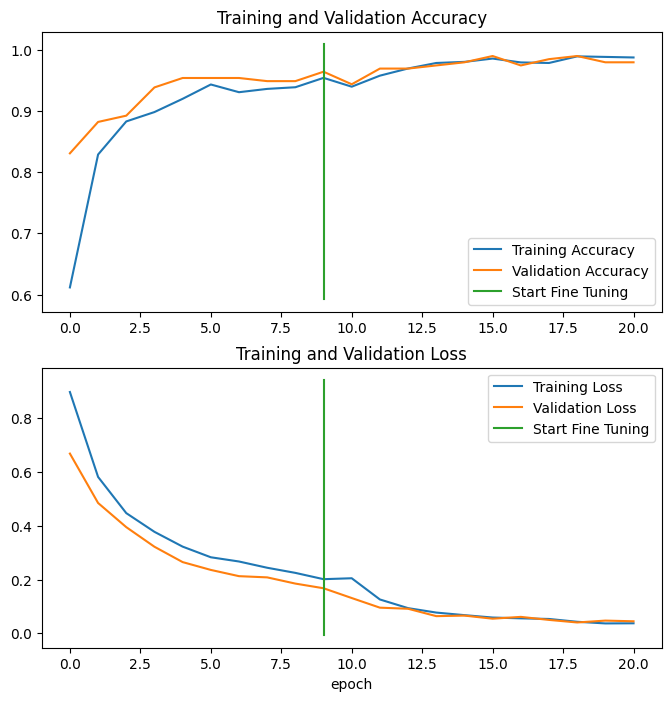 Training and Validation Accuracy
1.0
0.9
0.8
0.7
0.6
Training Accuracy
Validation Accuracy
Start Fine Tuning
0.0 2.5 5.0 7.5 10.0 12.5 15.0 17.5 20.0
Training and Validation Loss
0.8
0.6
0.4
0.2
0.0
Training Loss
Validation Loss
Start Fine Tuning
0.0 2.5 5.0 7.5 10.0 12.5 15.0 17.5 20.0
epoch